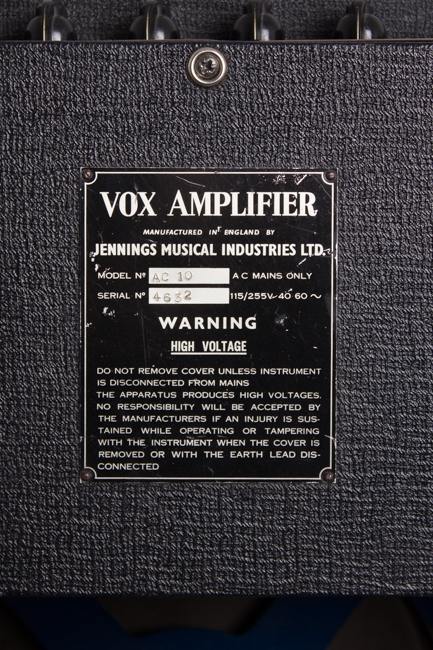 VOX AMPLIFIER
MANUFACTURED IN ENGLAND BY
JENNINGS MUSICAL INDUSTRIES LTD.
MODEL Nº AC 10 A C MAINS ONLY
SERIAL Nº 4632 115/255V 40 60 ~
WARNING
HIGH VOLTAGE
DO NOT REMOVE COVER UNLESS INSTRUMENT
IS DISCONNECTED FROM MAINS
THE APPARATUS PRODUCES HIGH VOLTAGES.
NO RESPONSIBILITY WILL BE ACCEPTED BY
THE MANUFACTURERS IF AN INJURY IS SUS-
TAINED WHILE OPERATING OR TAMPERING
WITH THE INSTRUMENT WHEN THE COVER IS
REMOVED OR WITH THE EARTH LEAD DIS-
CONNECTED